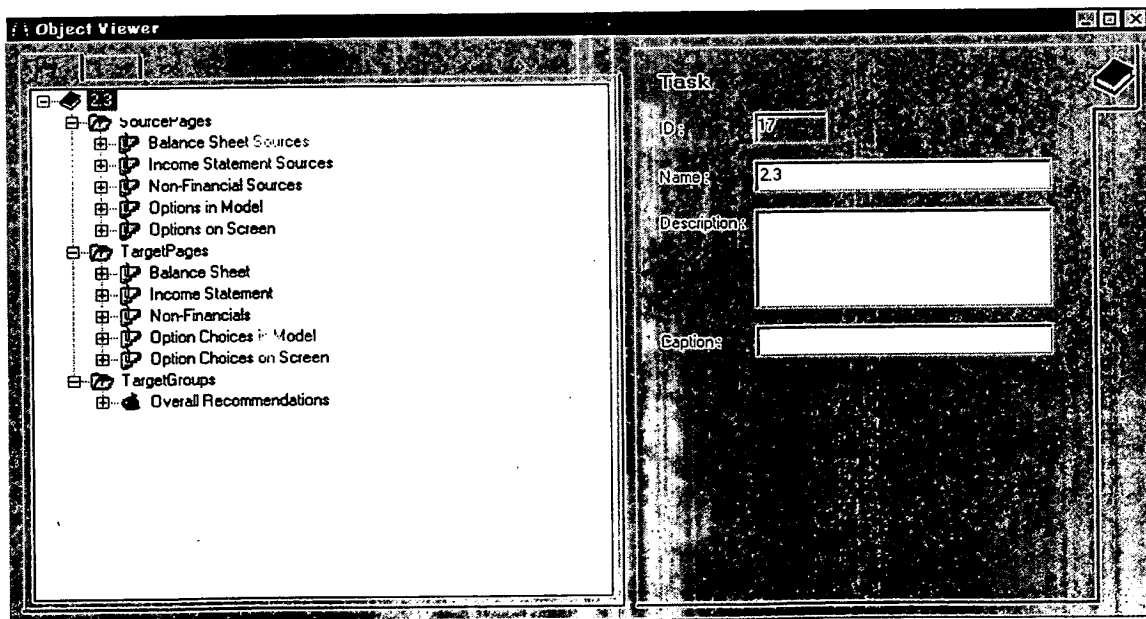 Object Viewer
2.3
SourcePages
Balance Sheet Sources
Income Statement Sources
Non-Financial Sources
Options in Model
Options on Screen
TargetPages
Balance Sheet
Income Statement
Non-Financials
Option Choices in Model
Option Choices on Screen
TargetGroups
Overall Recommendations
Task
ID: 17
Name: 2.3
Description:
Caption: